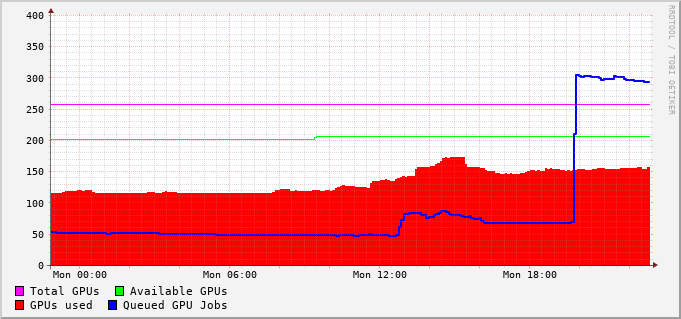 400
350
300
250
200
150
100
50
0
Mon 00:00 Mon 06:00 Mon 12:00 Mon 18:00
Total GPUs Available GPUs
GPUs used Queued GPU Jobs
RRDTOOL / TOBI OETIKER